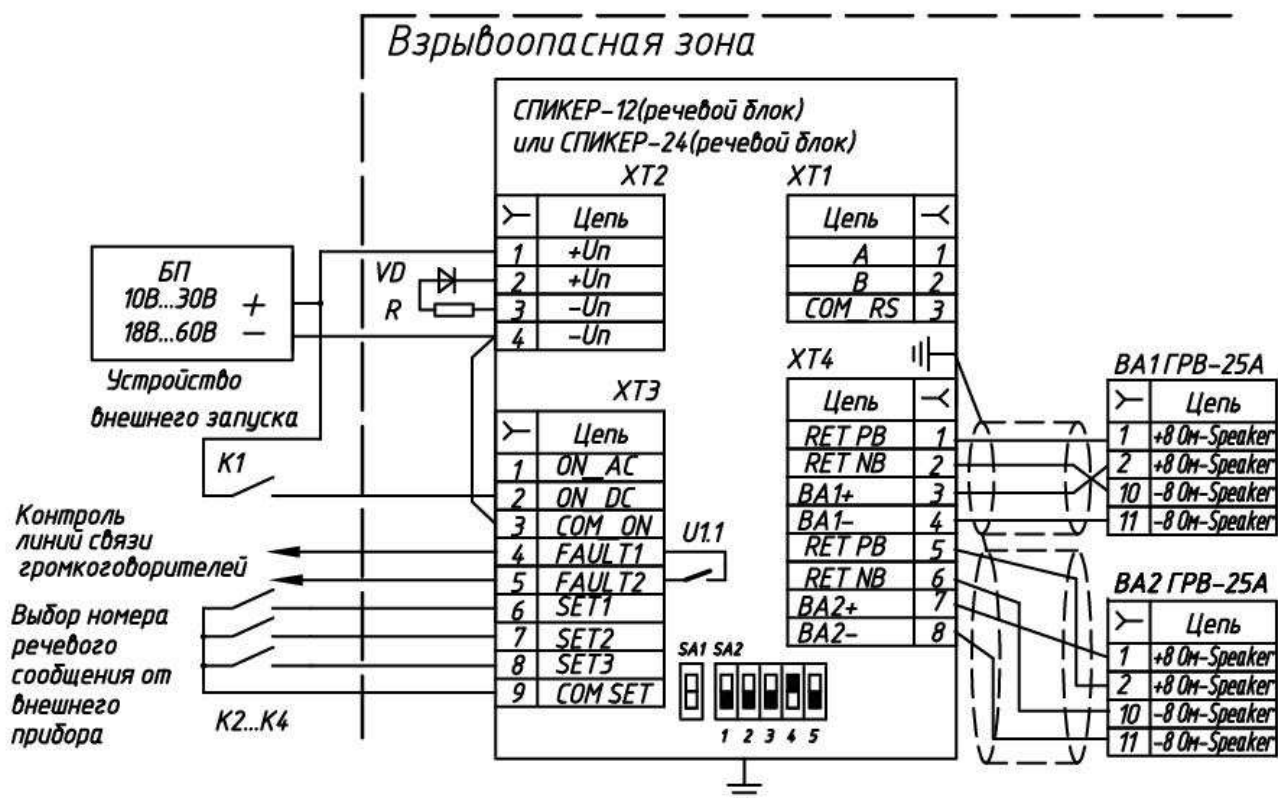 Взрывоопасная зона
СПИКЕР-12(речевой блок)
или СПИКЕР-24(речевой блок)
XT2
Цепь
1 +Uп
2 +Uп
3 -Uп
4 -Uп
XT1
Цепь
A 1
B 2
COM_RS 3
БП
10В...30В +
18В...60В —
VD
R
Устройство
внешнего запуска
K1
XT3
Цепь
1 ON_AC
2 ON_DC
3 COM_ON
4 FAULT1
5 FAULT2
6 SET1
7 SET2
8 SET3
9 COM SET
U1.1
XT4
Цепь
RET PB 1
RET NB 2
BA1+ 3
BA1- 4
RET PB 5
RET NB 6
BA2+ 7
BA2- 8
BA1 ГРВ-25А
Цепь
1 +8 Ом-Speaker
2 +8 Ом-Speaker
10 -8 Ом-Speaker
11 -8 Ом-Speaker
BA2 ГРВ-25А
Цепь
1 +8 Ом-Speaker
2 +8 Ом-Speaker
10 -8 Ом-Speaker
11 -8 Ом-Speaker
Контроль
линий связи
громкоговорителей
Выбор номера
речевого
сообщения от
внешнего
прибора
K2...K4
SA1 SA2
1 2 3 4 5